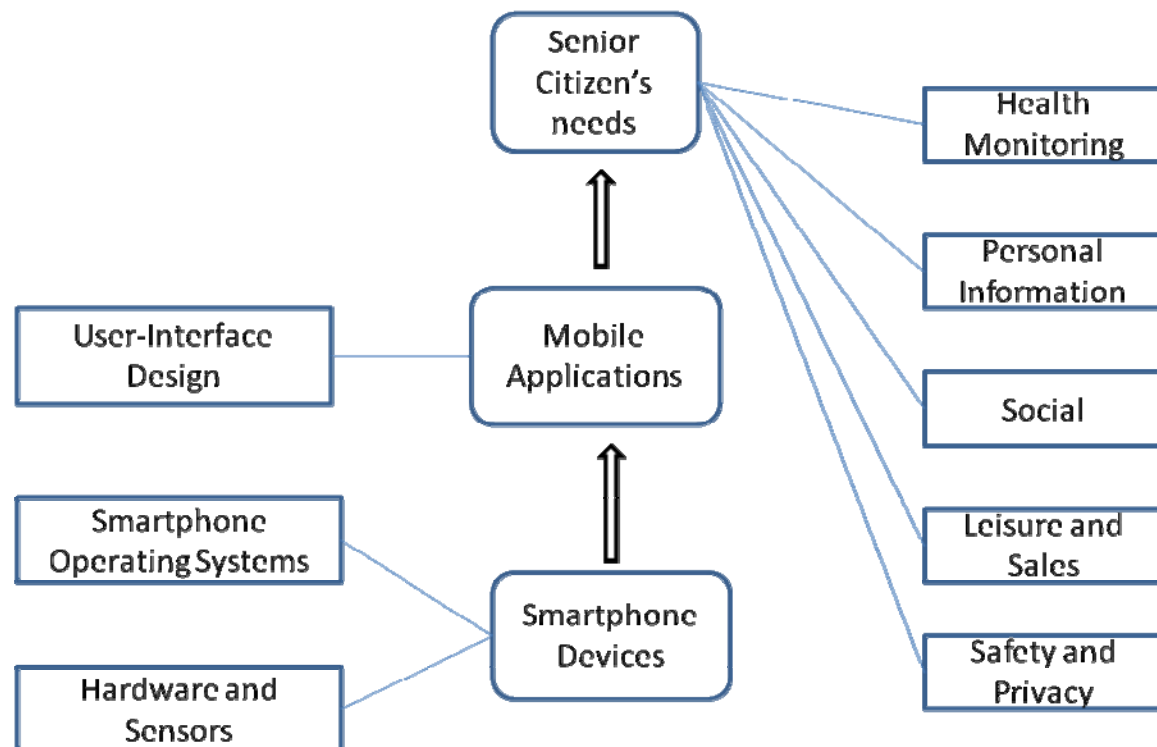 Senior
Citizen's
needs
Health
Monitoring
Personal
Information
User-Interface
Design
Mobile
Applications
Social
Smartphone
Operating Systems
Leisure and
Sales
Smartphone
Devices
Safety and
Privacy
Hardware and
Sensors